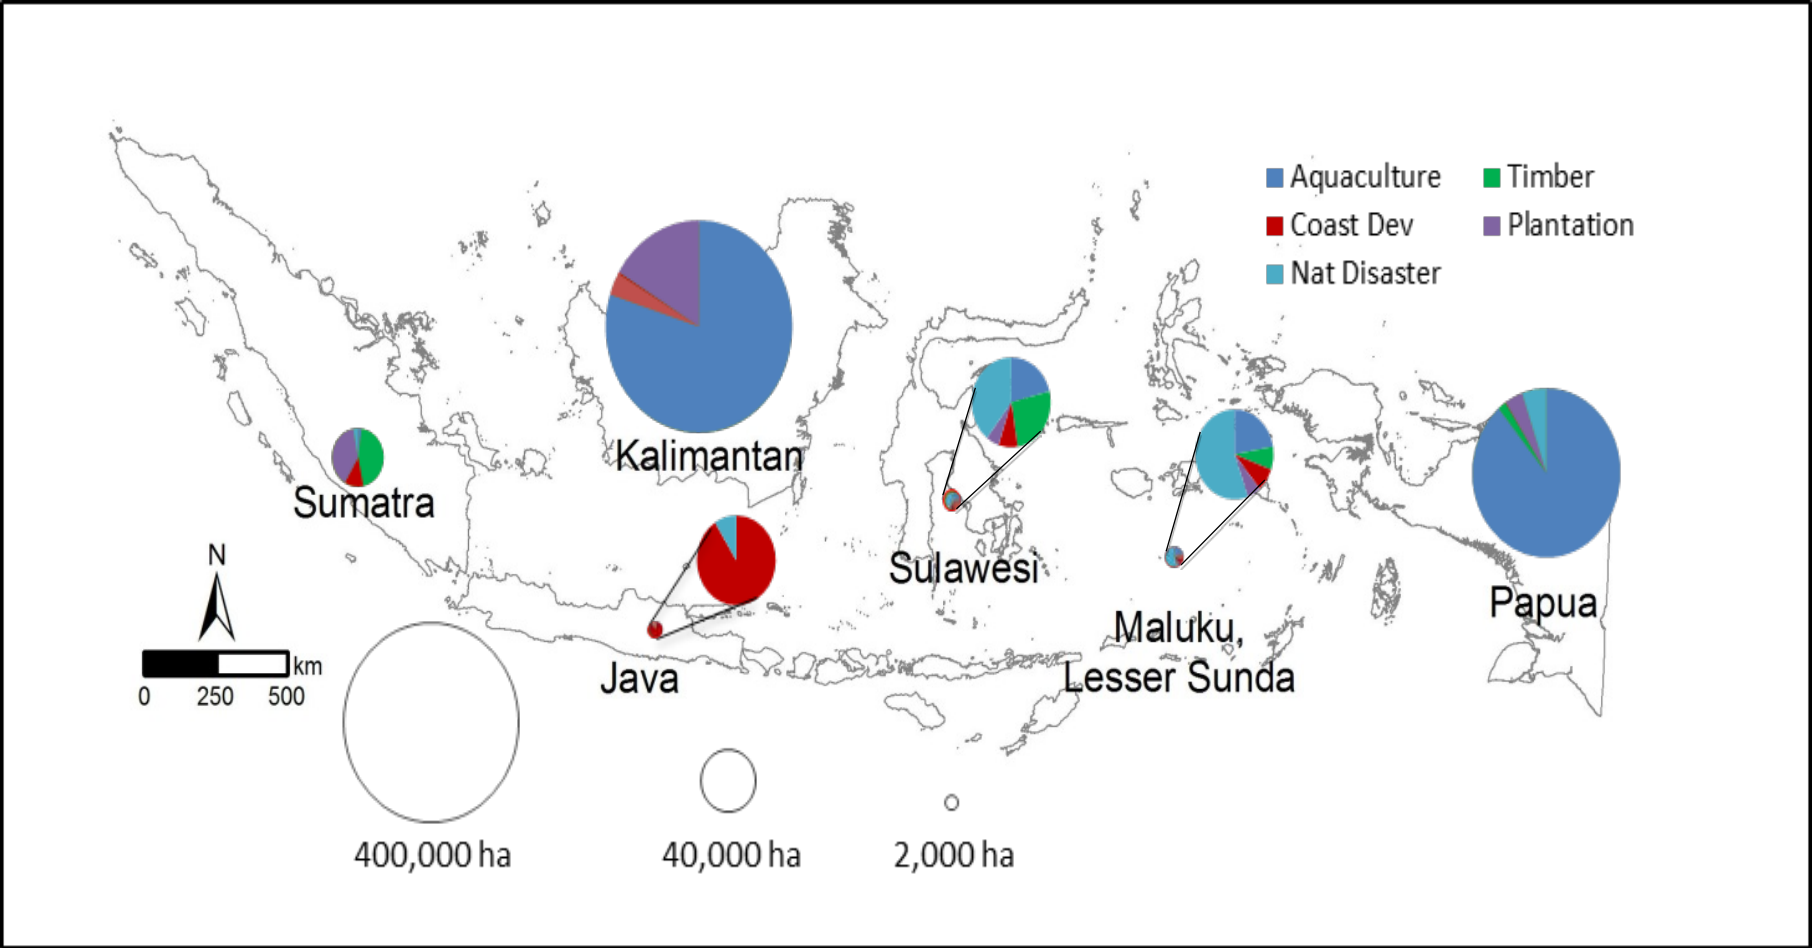 Aquaculture
Timber
Coast Dev
Plantation
Nat Disaster
Kalimantan
Sumatra
Sulawesi
N
Papua
Maluku,
Lesser Sunda
Java
km
0 250 500
400,000 ha
40,000 ha
2,000 ha